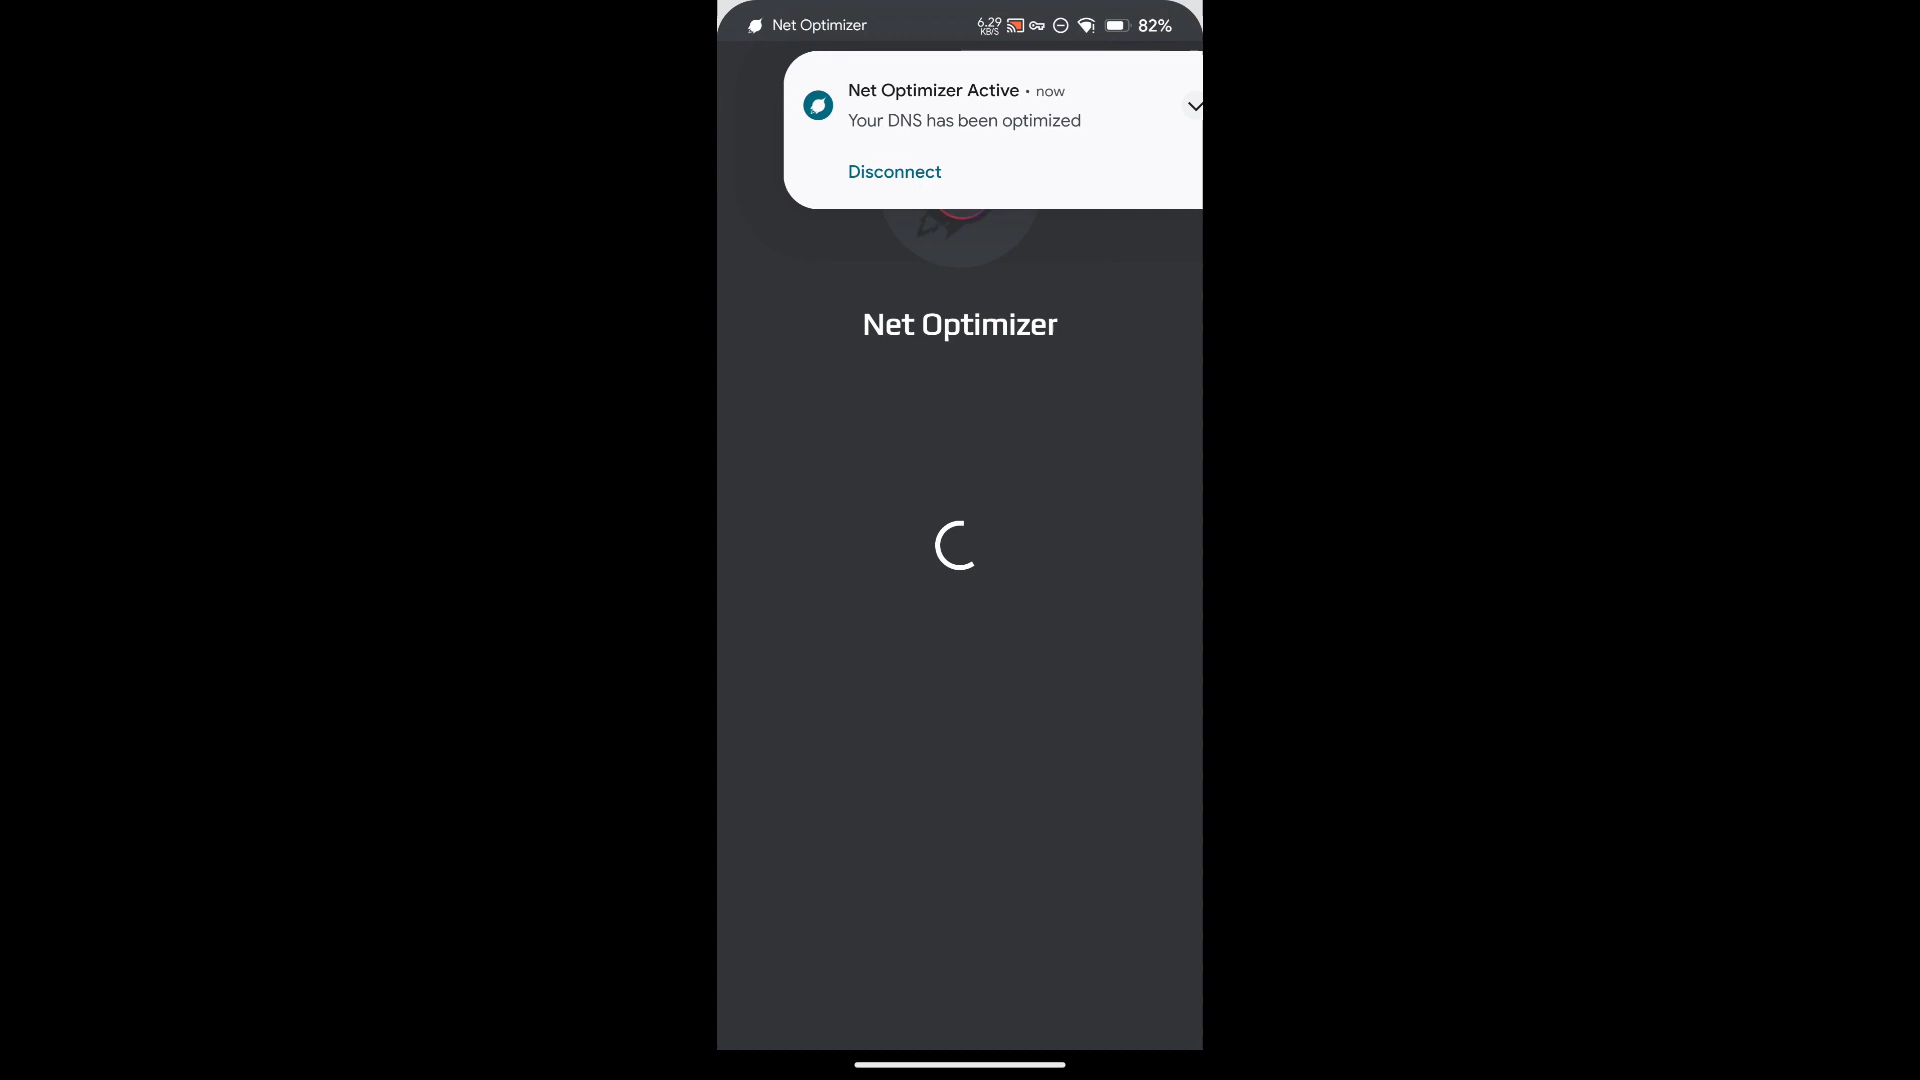 Net Optimizer
6.29
KB/S
82%
Net Optimizer Active • now
Your DNS has been optimized
Disconnect
Net Optimizer